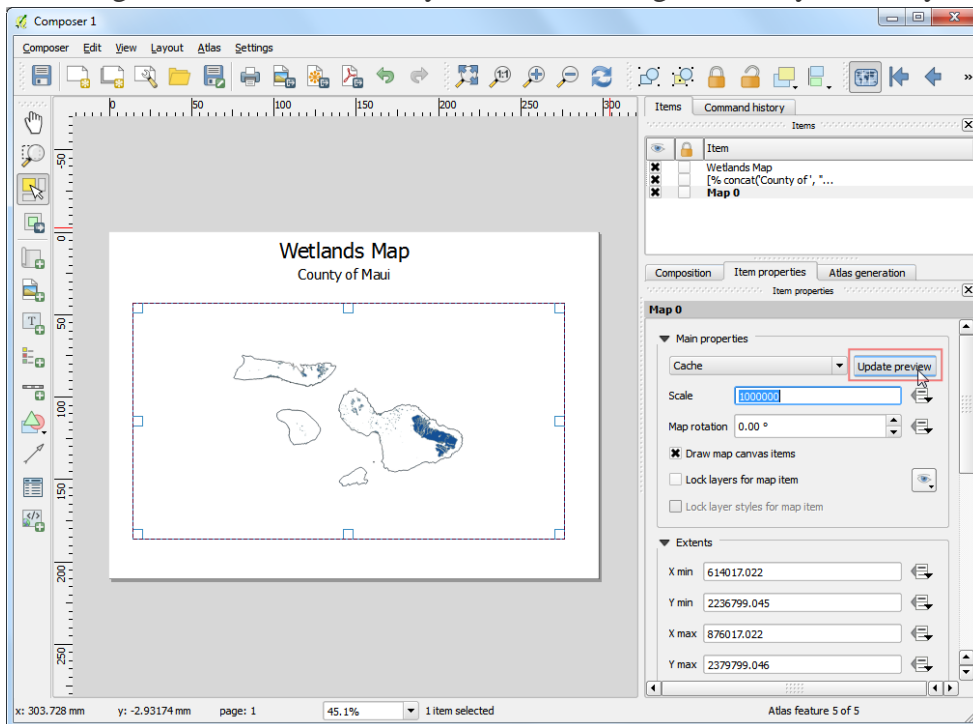 Composer 1
Composer Edit View Layout Atlas Settings
1:1
»
0 50 100 150 200 250 300
-50
0
50
100
150
200
250
Wetlands Map
County of Maui
Items Command history
Items
Item
Wetlands Map
[% concat('County of ', "...
Map 0
Composition Item properties Atlas generation
Item properties
Map 0
Main properties
Cache Update preview
Scale 1000000
Map rotation 0.00 °
Draw map canvas items
Lock layers for map item
Lock layer styles for map item
Extents
X min 614017.022
Y min 2236799.045
X max 876017.022
Y max 2379799.046
x: 303.728 mm y: -2.93174 mm page: 1 45.1% 1 item selected Atlas feature 5 of 5